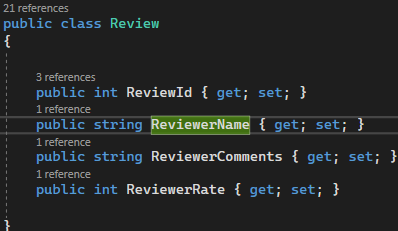 21 references
public class Review
{
3 references
public int ReviewId { get; set; }
1 reference
public string ReviewerName { get; set; }
1 reference
public string ReviewerComments { get; set; }
1 reference
public int ReviewerRate { get; set; }
}